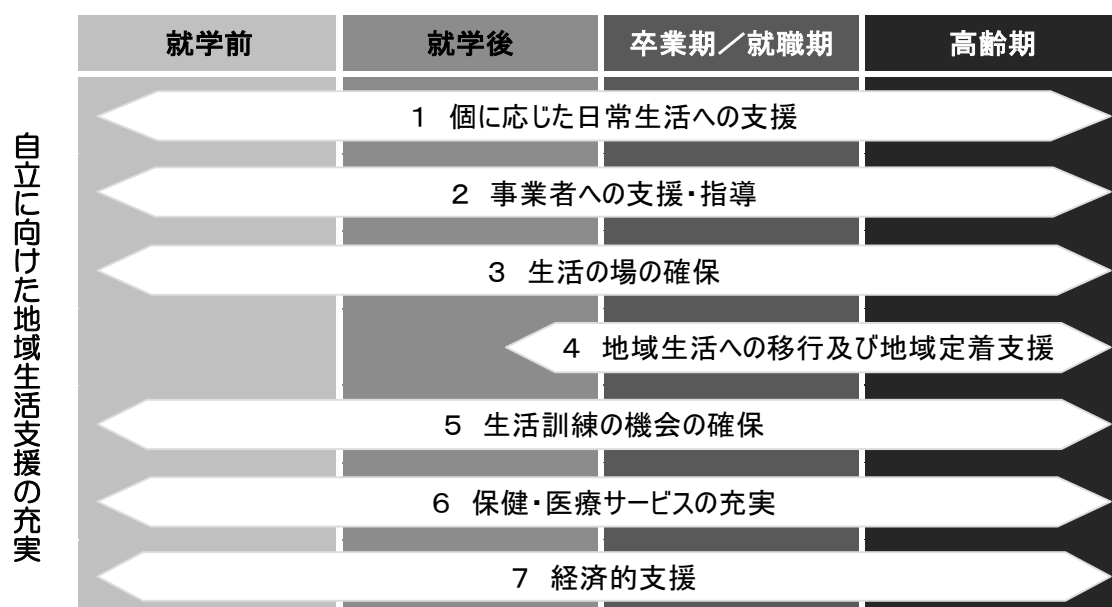 就学前
就学後
卒業期／就職期
高齢期
自立に向けた地域生活支援の充実
１　個に応じた日常生活への支援
２　事業者への支援・指導
３　生活の場の確保
４　地域生活への移行及び地域定着支援
５　生活訓練の機会の確保
６　保健・医療サービスの充実
７　経済的支援